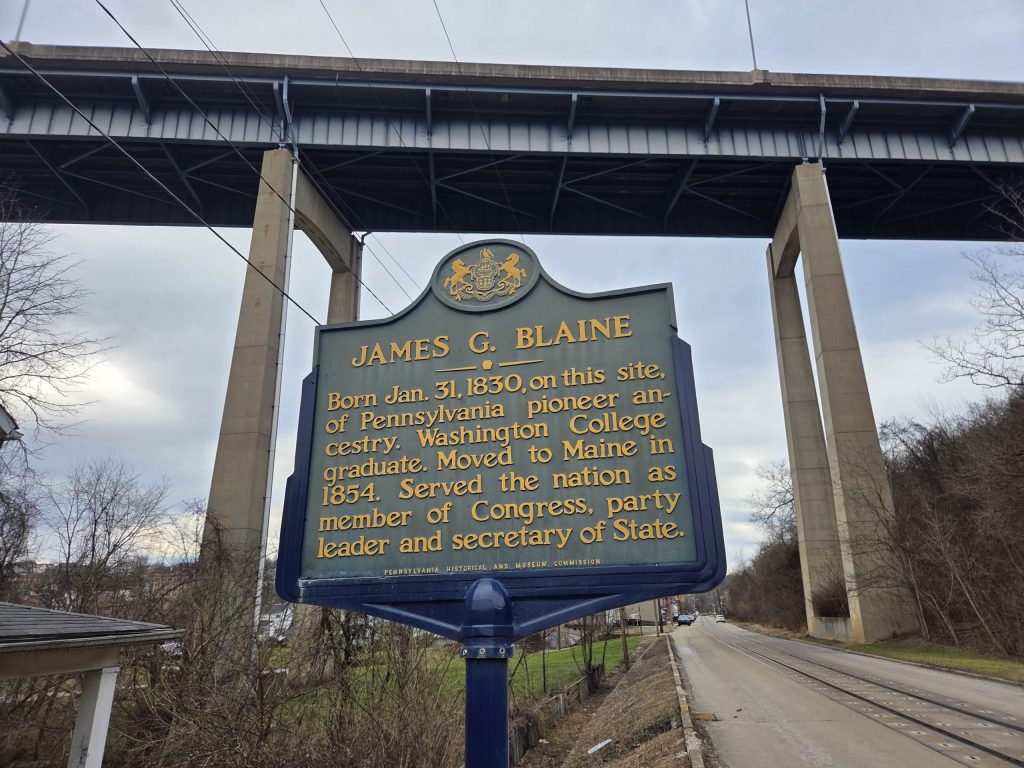 JAMES G. BLAINE
Born Jan. 31, 1830, on this site,
of Pennsylvania pioneer an-
cestry. Washington College
graduate. Moved to Maine in
1854. Served the nation as
member of Congress, party
leader and secretary of State.
PENNSYLVANIA HISTORICAL AND MUSEUM COMMISSION